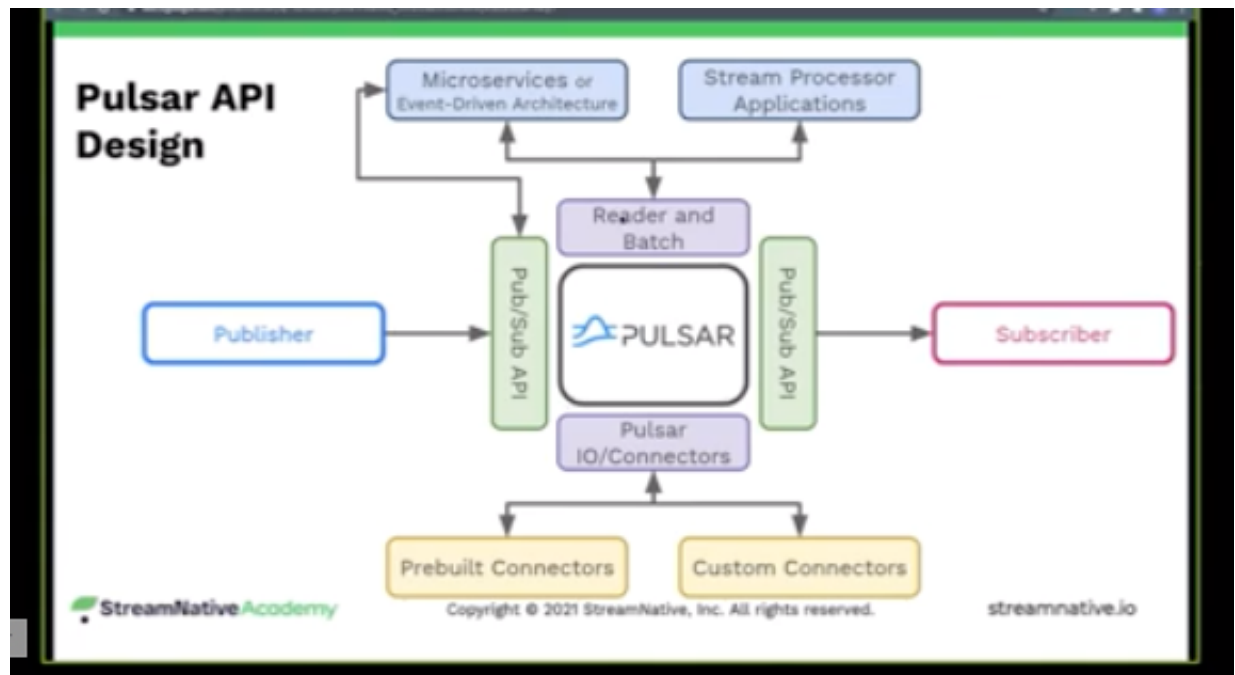 Pulsar API
Design
Microservices or
Event-Driven Architecture
Stream Processor
Applications
Reader and
Batch
Pub/Sub API
PULSAR
Pub/Sub API
Publisher
Subscriber
Pulsar
IO/Connectors
Prebuilt Connectors
Custom Connectors
StreamNative Academy
Copyright © 2021 StreamNative, Inc. All rights reserved.
streamnative.io